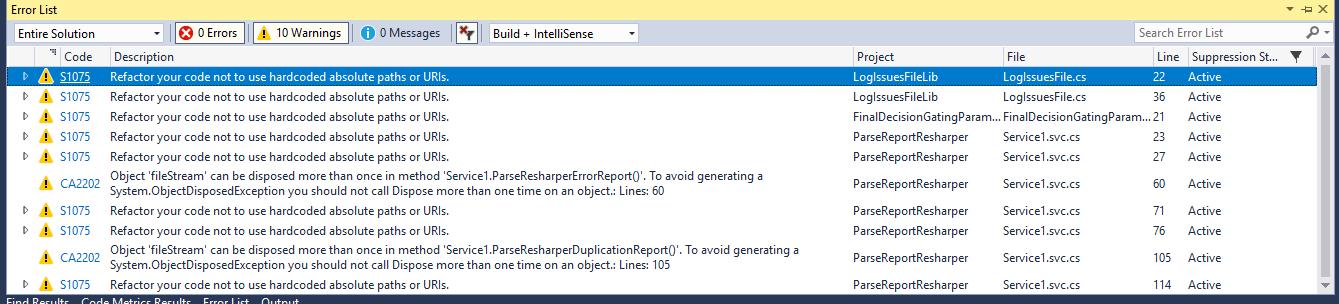 Error List
Entire Solution 0 Errors 10 Warnings 0 Messages Build + IntelliSense Search Error List
Code Description Project File Line Suppression St...
S1075 Refactor your code not to use hardcoded absolute paths or URIs. LogIssuesFileLib LogIssuesFile.cs 22 Active
S1075 Refactor your code not to use hardcoded absolute paths or URIs. LogIssuesFileLib LogIssuesFile.cs 36 Active
S1075 Refactor your code not to use hardcoded absolute paths or URIs. FinalDecisionGatingParam... FinalDecisionGatingParam... 21 Active
S1075 Refactor your code not to use hardcoded absolute paths or URIs. ParseReportResharper Service1.svc.cs 23 Active
S1075 Refactor your code not to use hardcoded absolute paths or URIs. ParseReportResharper Service1.svc.cs 27 Active
CA2202 Object 'fileStream' can be disposed more than once in method 'Service1.ParseResharperErrorReport()'. To avoid generating a
System.ObjectDisposedException you should not call Dispose more than one time on an object.: Lines: 60 ParseReportResharper Service1.svc.cs 60 Active
S1075 Refactor your code not to use hardcoded absolute paths or URIs. ParseReportResharper Service1.svc.cs 71 Active
S1075 Refactor your code not to use hardcoded absolute paths or URIs. ParseReportResharper Service1.svc.cs 76 Active
CA2202 Object 'fileStream' can be disposed more than once in method 'Service1.ParseResharperDuplicationReport()'. To avoid generating a
System.ObjectDisposedException you should not call Dispose more than one time on an object.: Lines: 105 ParseReportResharper Service1.svc.cs 105 Active
S1075 Refactor your code not to use hardcoded absolute paths or URIs. ParseReportResharper Service1.svc.cs 114 Active
Find Results Code Metrics Results Error List Output